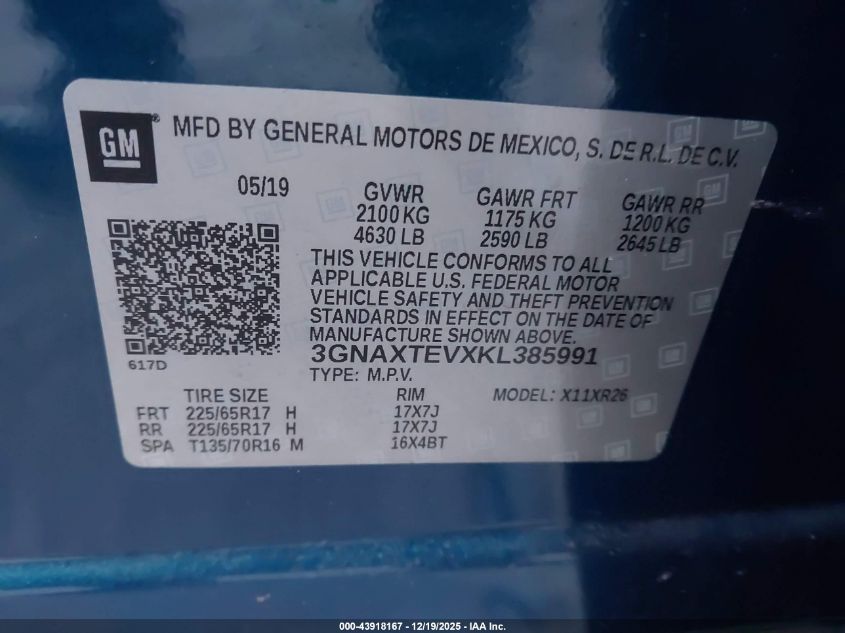 GM® MFD BY GENERAL MOTORS DE MEXICO, S. DE R.L. DE C.V.
05/19 GVWR GAWR FRT GAWR RR
2100 KG 1175 KG 1200 KG
4630 LB 2590 LB 2645 LB
THIS VEHICLE CONFORMS TO ALL
APPLICABLE U.S. FEDERAL MOTOR
VEHICLE SAFETY AND THEFT PREVENTION
STANDARDS IN EFFECT ON THE DATE OF
MANUFACTURE SHOWN ABOVE.
617D 3GNAXTEVXKL385991
TYPE: M.P.V.
TIRE SIZE RIM MODEL: X11XR26
FRT 225/65R17 H 17X7J
RR 225/65R17 H 17X7J
SPA T135/70R16 M 16X4BT
000-43918167 - 12/19/2025 - IAA Inc.